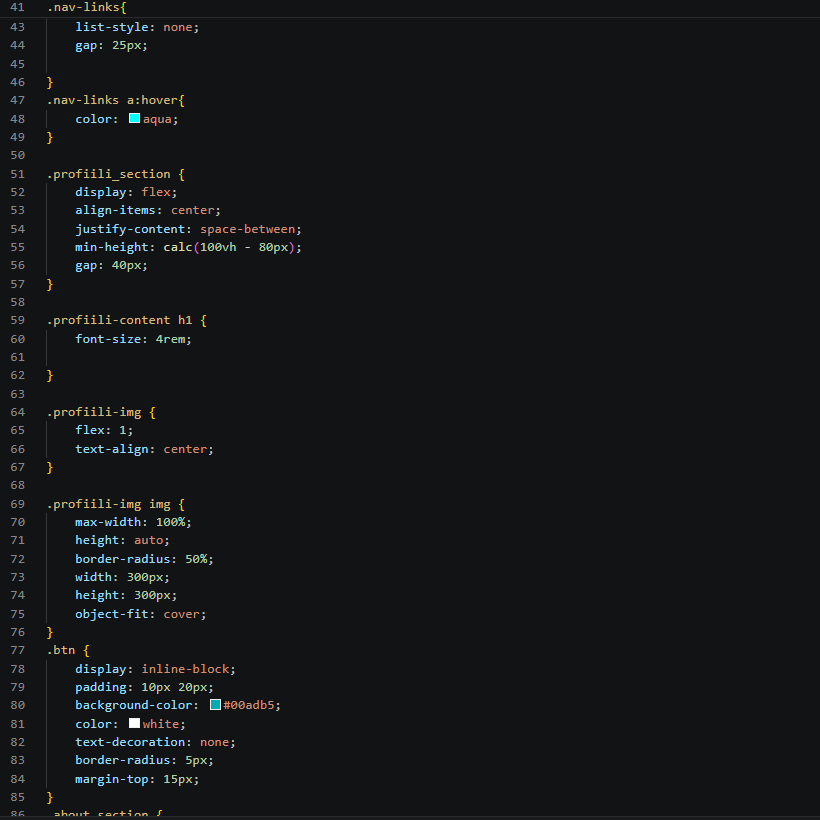 41 .nav-links{
43 list-style: none;
44 gap: 25px;
45
46 }
47 .nav-links a:hover{
48 color: aqua;
49 }
50
51 .profiili_section {
52 display: flex;
53 align-items: center;
54 justify-content: space-between;
55 min-height: calc(100vh - 80px);
56 gap: 40px;
57 }
58
59 .profiili-content h1 {
60 font-size: 4rem;
61
62 }
63
64 .profiili-img {
65 flex: 1;
66 text-align: center;
67 }
68
69 .profiili-img img {
70 max-width: 100%;
71 height: auto;
72 border-radius: 50%;
73 width: 300px;
74 height: 300px;
75 object-fit: cover;
76 }
77 .btn {
78 display: inline-block;
79 padding: 10px 20px;
80 background-color: #00adb5;
81 color: white;
82 text-decoration: none;
83 border-radius: 5px;
84 margin-top: 15px;
85 }
86 .about_section {